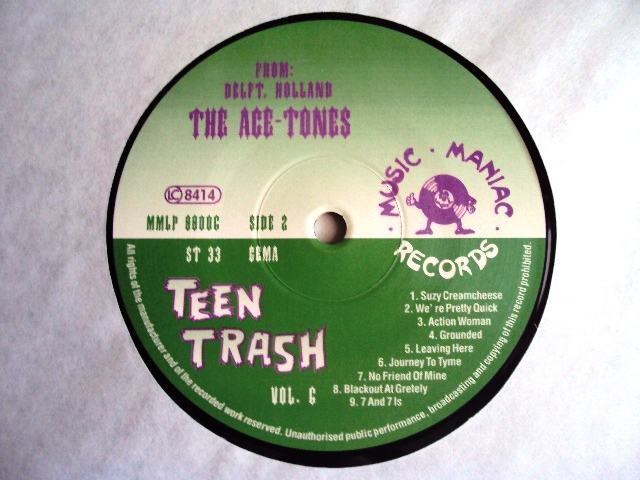 FROM:
DELFT, HOLLAND
THE ACE-TONES
LC 8414
MMLP 88006 SIDE 2
ST 33 GEMA
MUSIC · MANIAC
RECORDS
TEEN
TRASH
VOL. 6
1. Suzy Creamcheese
2. We' re Pretty Quick
3. Action Woman
4. Grounded
5. Leaving Here
6. Journey To Tyme
7. No Friend Of Mine
8. Blackout At Gretely
9. 7 And 7 Is
All rights of the manufacturer and of the recorded work reserved. Unauthorised public performance, broadcasting and copying of this record prohibited.